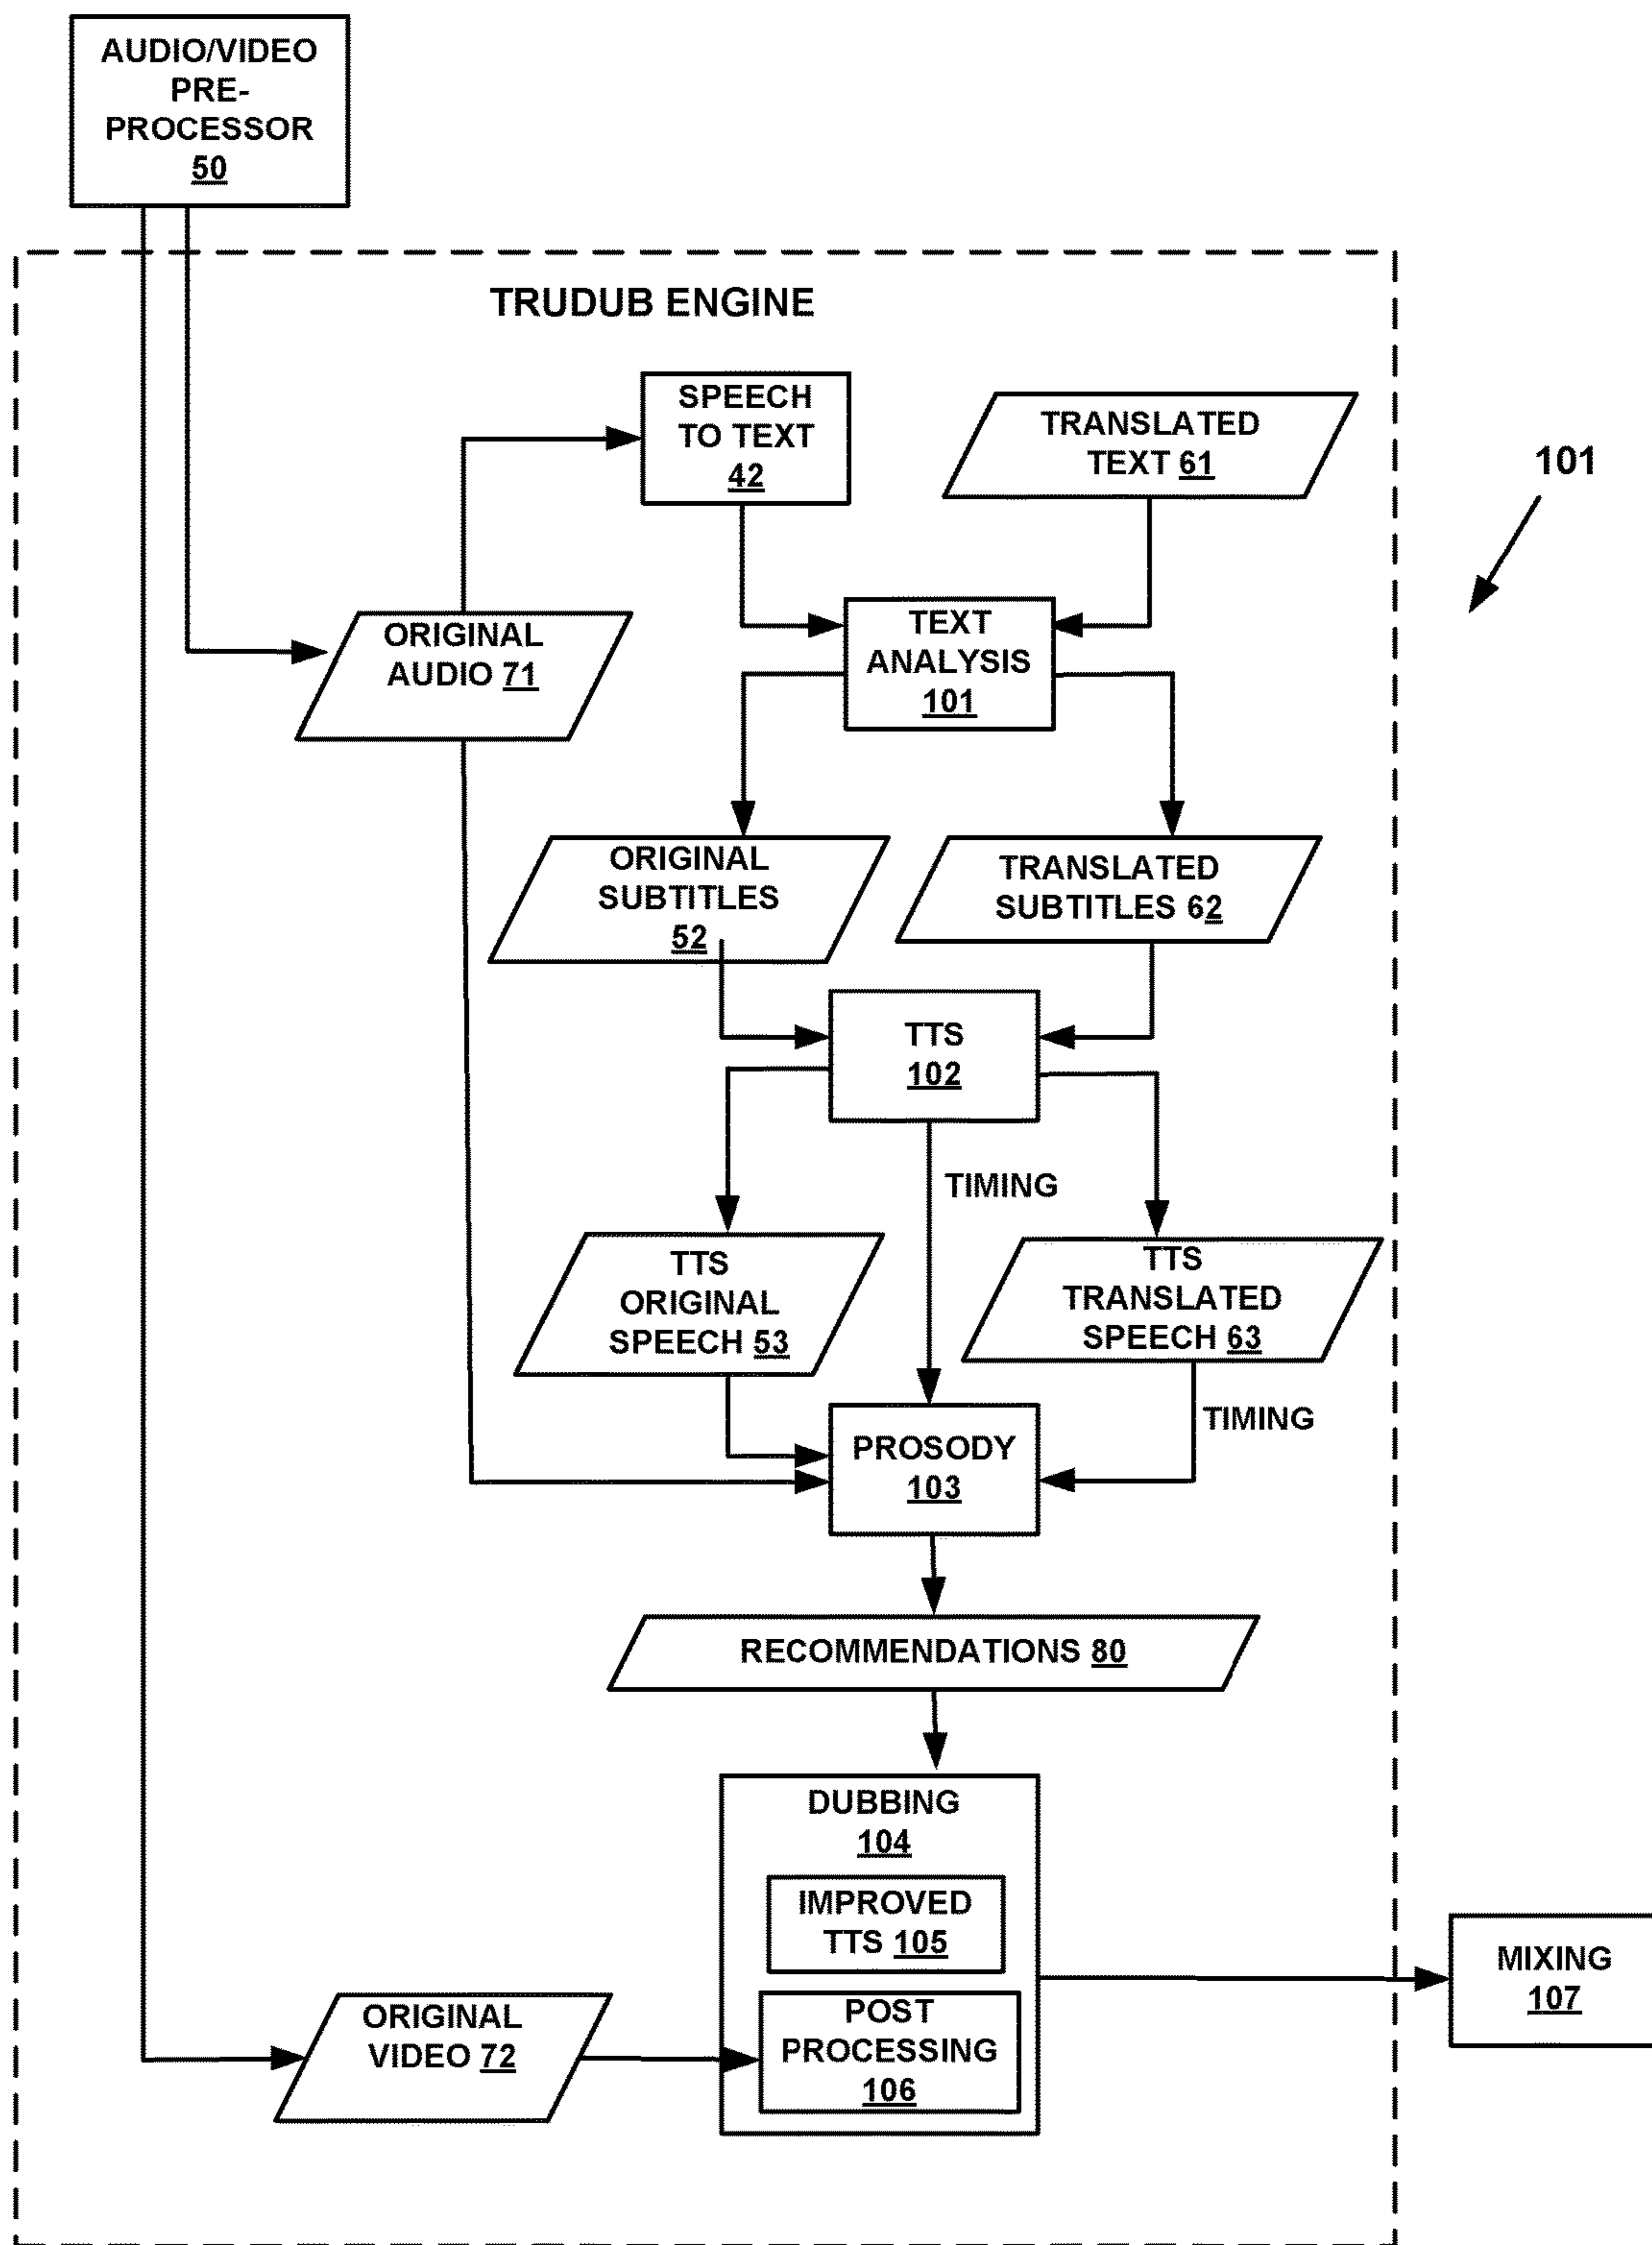 AUDIO/VIDEO
PRE-
PROCESSOR
50
TRUDUB ENGINE
SPEECH
TO TEXT
42
TRANSLATED
TEXT 61
101
ORIGINAL
AUDIO 71
TEXT
ANALYSIS
101
ORIGINAL
SUBTITLES
52
TRANSLATED
SUBTITLES 62
TTS
102
TIMING
TTS
ORIGINAL
SPEECH 53
TTS
TRANSLATED
SPEECH 63
TIMING
PROSODY
103
RECOMMENDATIONS 80
DUBBING
104
IMPROVED
TTS 105
MIXING
107
ORIGINAL
VIDEO 72
POST
PROCESSING
106